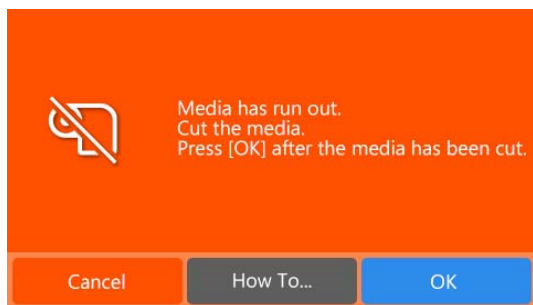 Media has run out.
Cut the media.
Press [OK] after the media has been cut.
Cancel
How To...
OK